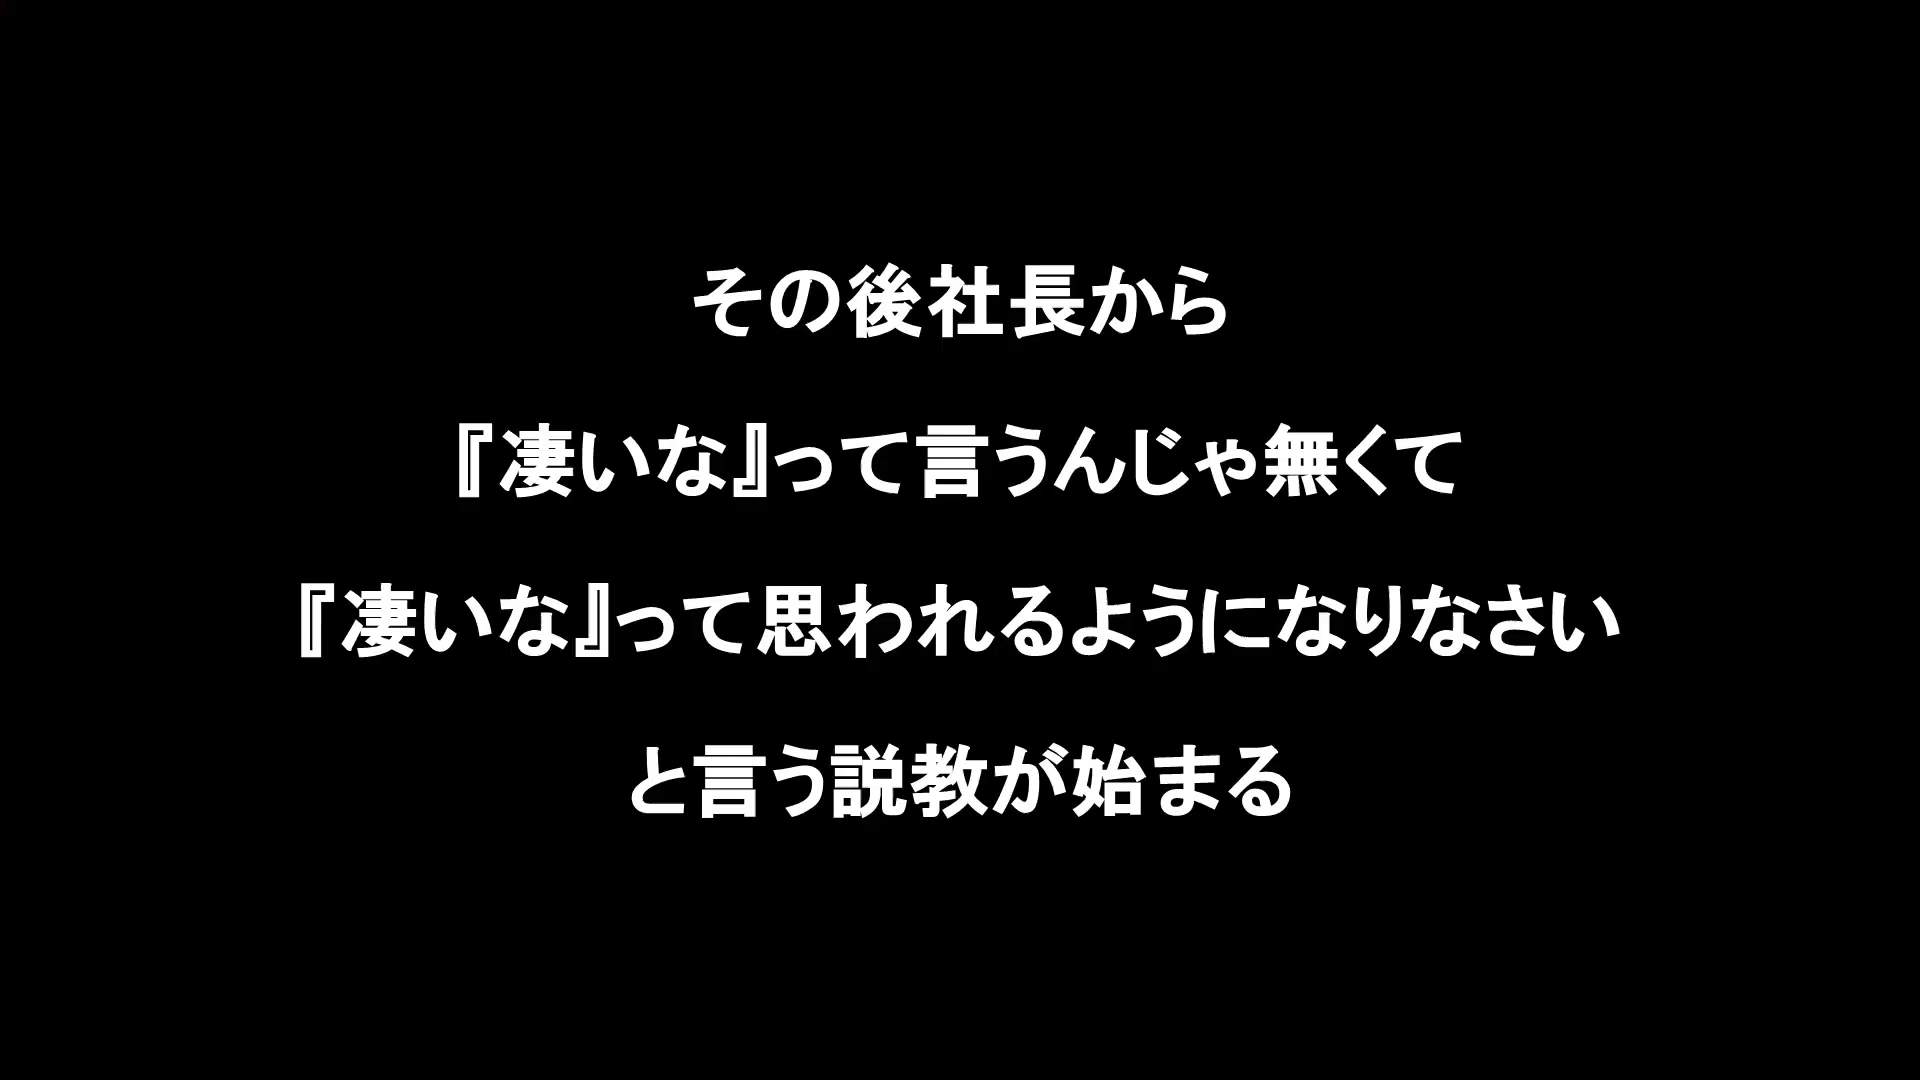 その後社長から
『凄いな』って言うんじゃ無くて
『凄いな』って思われるようになりなさい
と言う説教が始まる